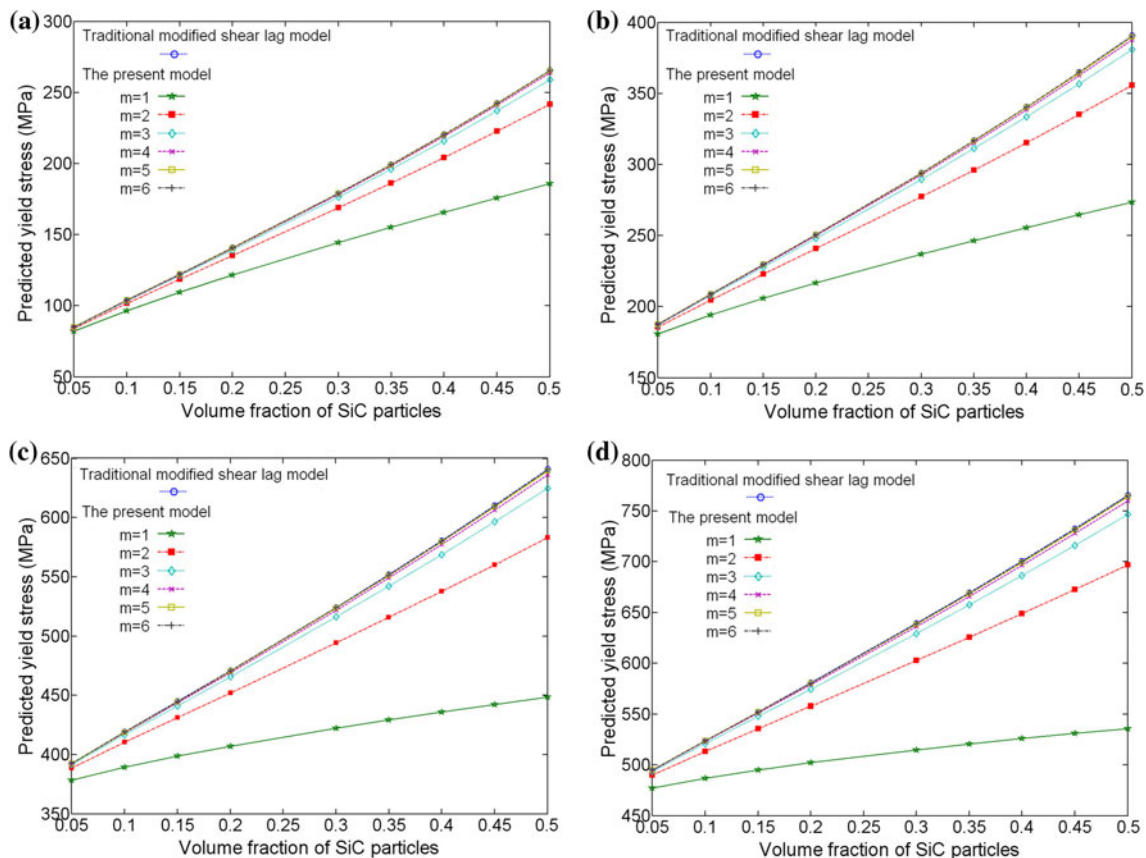 (a)
300
250
200
150
100
50
Predicted yield stress (MPa)
Traditional modified shear lag model
The present model
m=1
m=2
m=3
m=4
m=5
m=6
0.05 0.1 0.15 0.2 0.25 0.3 0.35 0.4 0.45 0.5
Volume fraction of SiC particles
(b)
400
350
300
250
200
150
Predicted yield stress (MPa)
Traditional modified shear lag model
The present model
m=1
m=2
m=3
m=4
m=5
m=6
0.05 0.1 0.15 0.2 0.25 0.3 0.35 0.4 0.45 0.5
Volume fraction of SiC particles
(c)
650
600
550
500
450
400
350
Predicted yield stress (MPa)
Traditional modified shear lag model
The present model
m=1
m=2
m=3
m=4
m=5
m=6
0.05 0.1 0.15 0.2 0.25 0.3 0.35 0.4 0.45 0.5
Volume fraction of SiC particles
(d)
800
750
700
650
600
550
500
450
Predicted yield stress (MPa)
Traditional modified shear lag model
The present model
m=1
m=2
m=3
m=4
m=5
m=6
0.05 0.1 0.15 0.2 0.25 0.3 0.35 0.4 0.45 0.5
Volume fraction of SiC particles